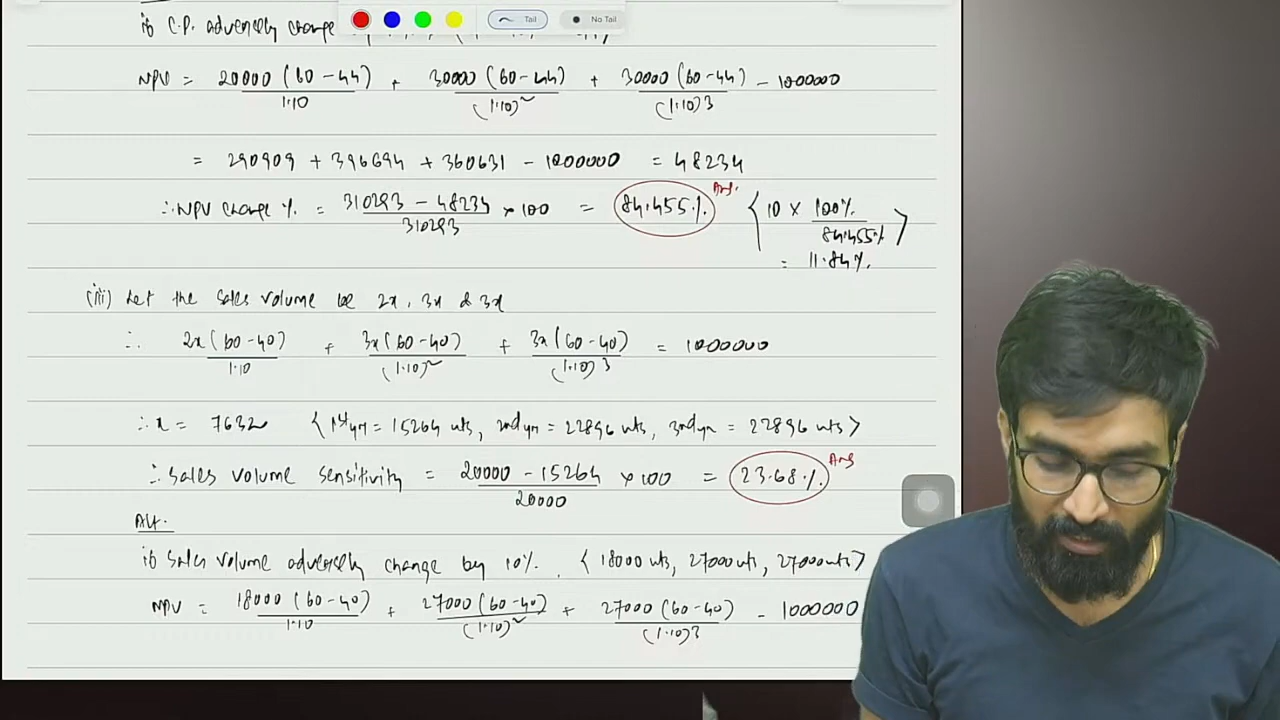 Tail No Tail
if C.P. adversely change
NPV = 20000 (60-44) / 1.10 + 30000 (60-44) / (1.10)² + 30000 (60-44) / (1.10)3 - 1000000
= 290909 + 396694 + 360631 - 1000000 = 48234
∴ NPV change % = 310293 - 48234 / 310293 × 100 = 84.455% Ans. < 10 × 100% / 84.455% >
= 11.84%
(iii) Let the sales volume be 2x, 3x & 3x
∴ 2x(60-40) / 1.10 + 3x(60-40) / (1.10)² + 3x(60-40) / (1.10)3 = 1000000
∴ x = 7632 < 1st yr = 15264 uts, 2nd yr = 22896 uts, 3rd yr = 22896 uts >
∴ Sales volume sensitivity = 20000 - 15264 / 20000 × 100 = 23.68% Ans
Alt.
if Sales volume adversely change by 10%. < 18000 uts, 27000 uts, 27000 uts >
NPV = 18000 (60-40) / 1.10 + 27000 (60-40) / (1.10)² + 27000 (60-40) / (1.10)3 - 1000000